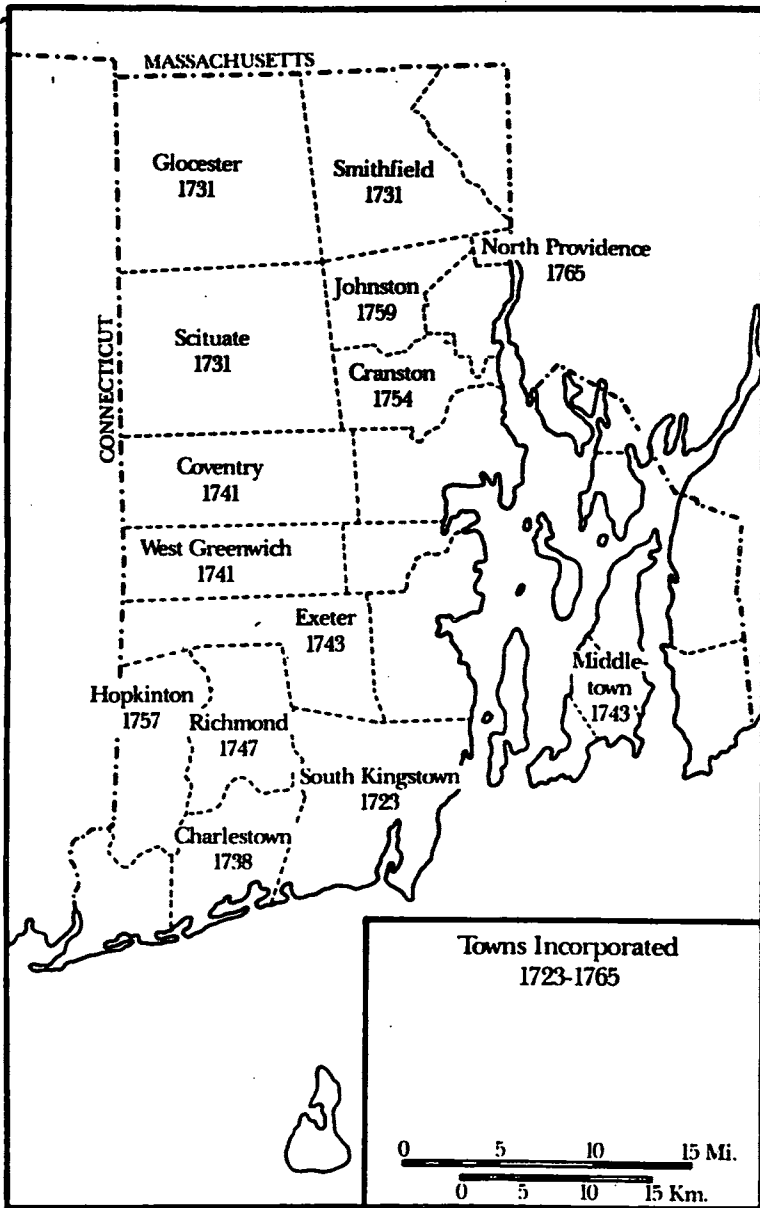 MASSACHUSETTS
Glocester
1731
Smithfield
1731
North Providence
1765
Johnston
1759
Scituate
1731
CONNECTICUT
Cranston
1754
Coventry
1741
West Greenwich
1741
Exeter
1743
Middle-
town
1743
Hopkinton
1757
Richmond
1747
South Kingstown
1723
Charlestown
1738
Towns Incorporated
1723-1765
0 5 10 15 Mi.
0 5 10 15 Km.